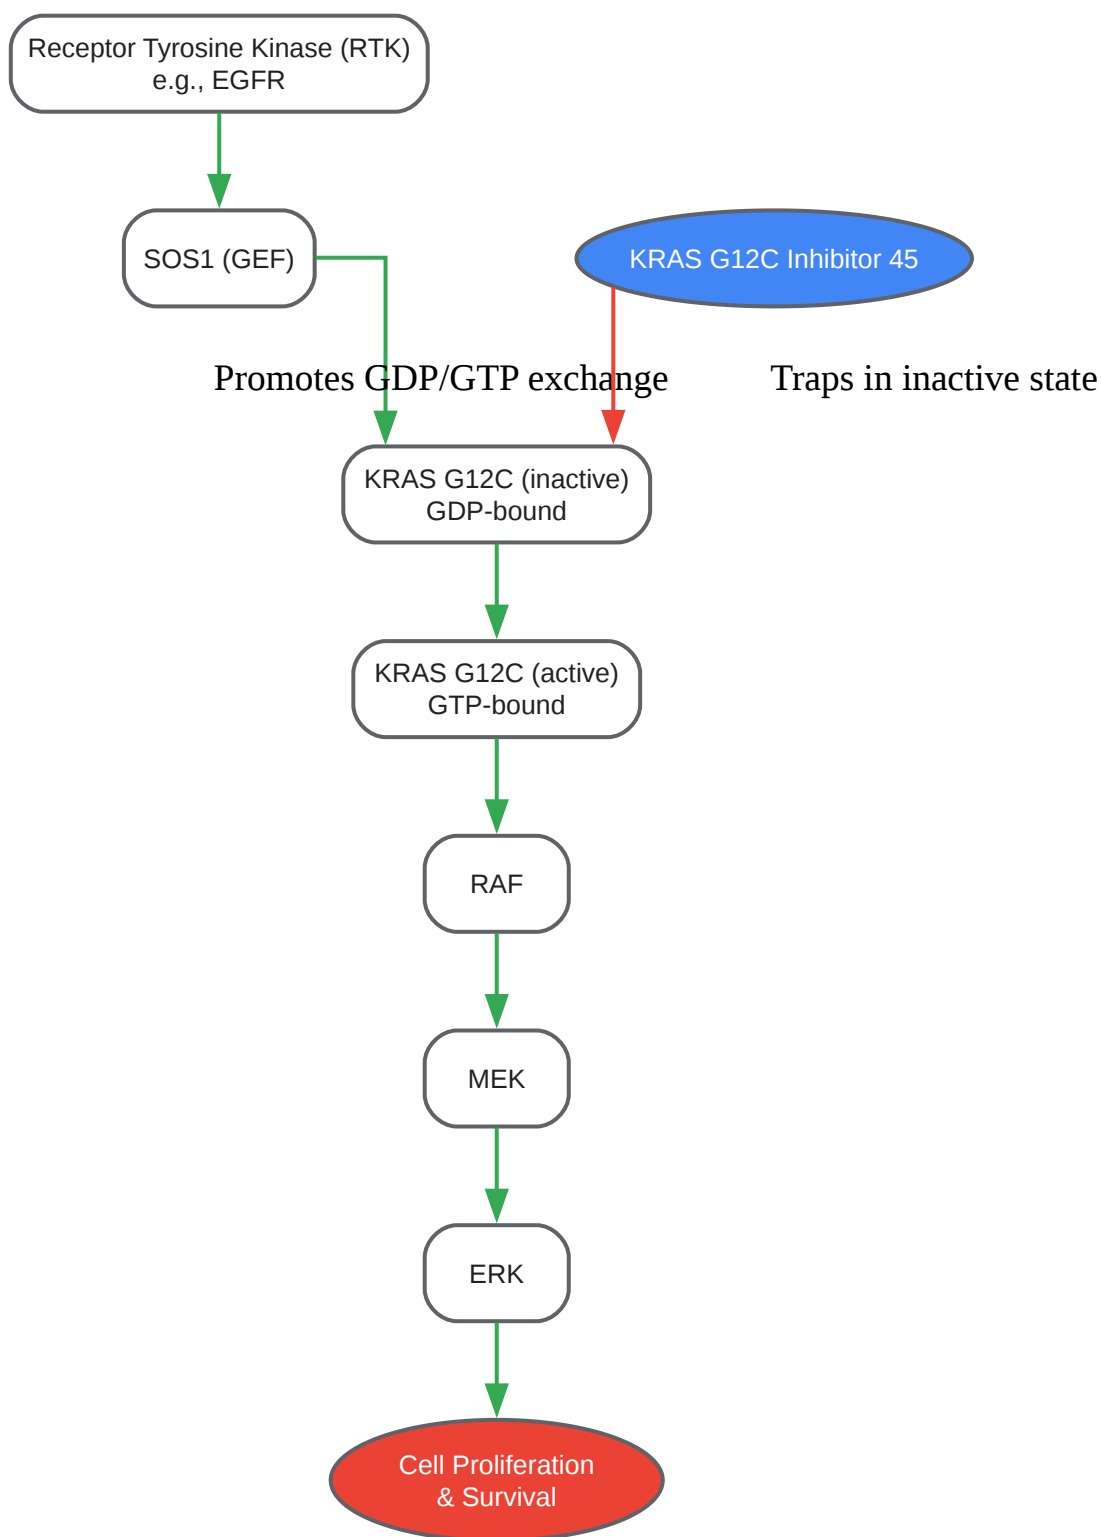 Receptor Tyrosine Kinase (RTK)
e.g., EGFR
SOS1 (GEF)
KRAS G12C Inhibitor 45
Promotes GDP/GTP exchange
Traps in inactive state
KRAS G12C (inactive)
GDP-bound
KRAS G12C (active)
GTP-bound
RAF
MEK
ERK
Cell Proliferation
& Survival